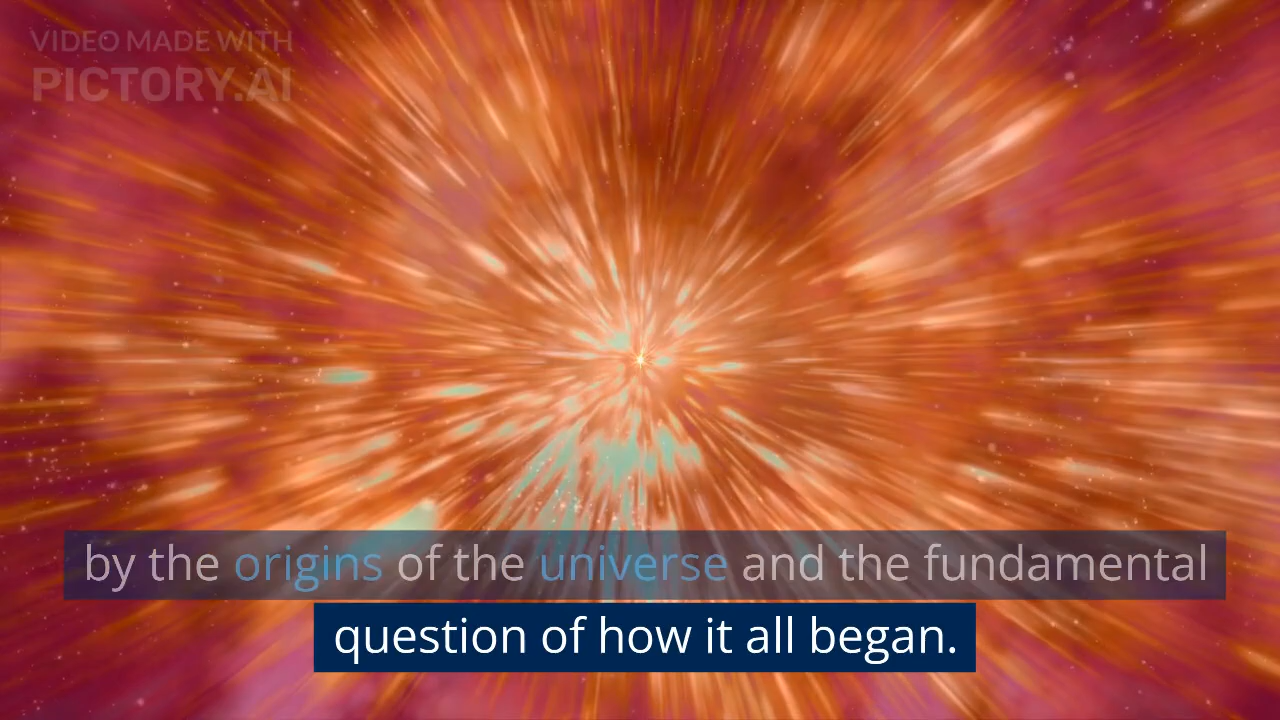 VIDEO MADE WITH
PICTORY.AI
by the origins of the universe and the fundamental
question of how it all began.